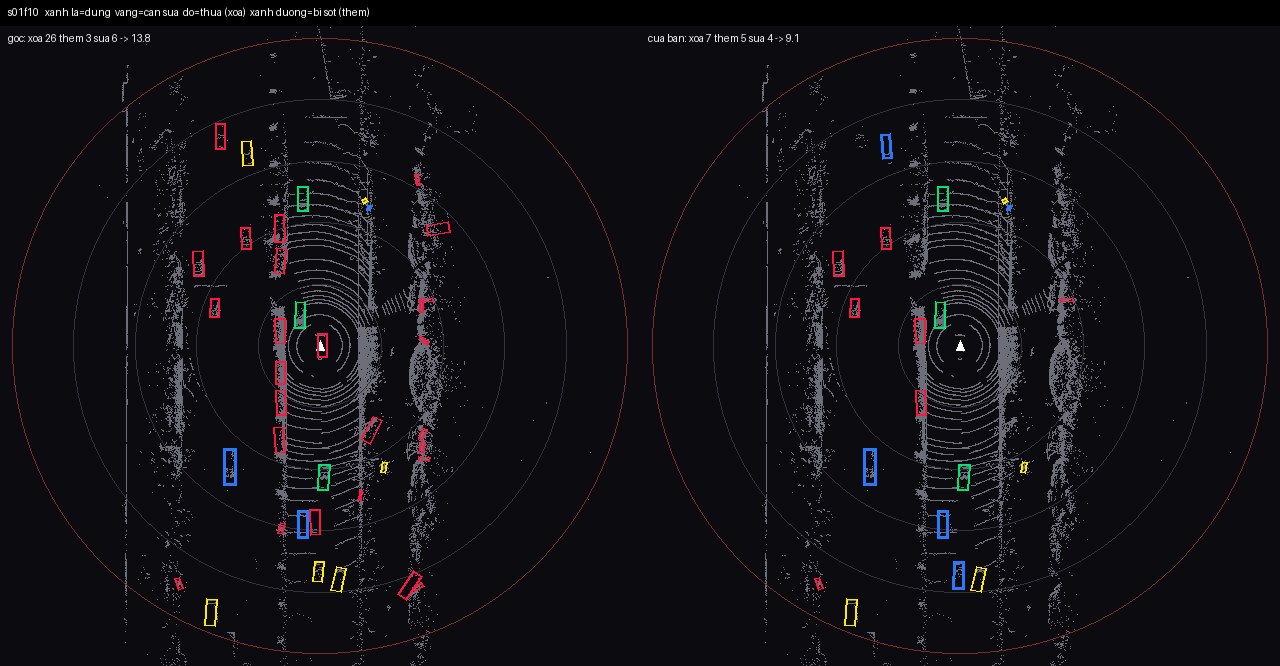 s01f10 xanh la=dung vang=can sua do=thua (xoa) xanh duong=bi sot (them)
goc: xoa 26 them 3 sua 6 -> 13.8
cua ban: xoa 7 them 5 sua 4 -> 9.1